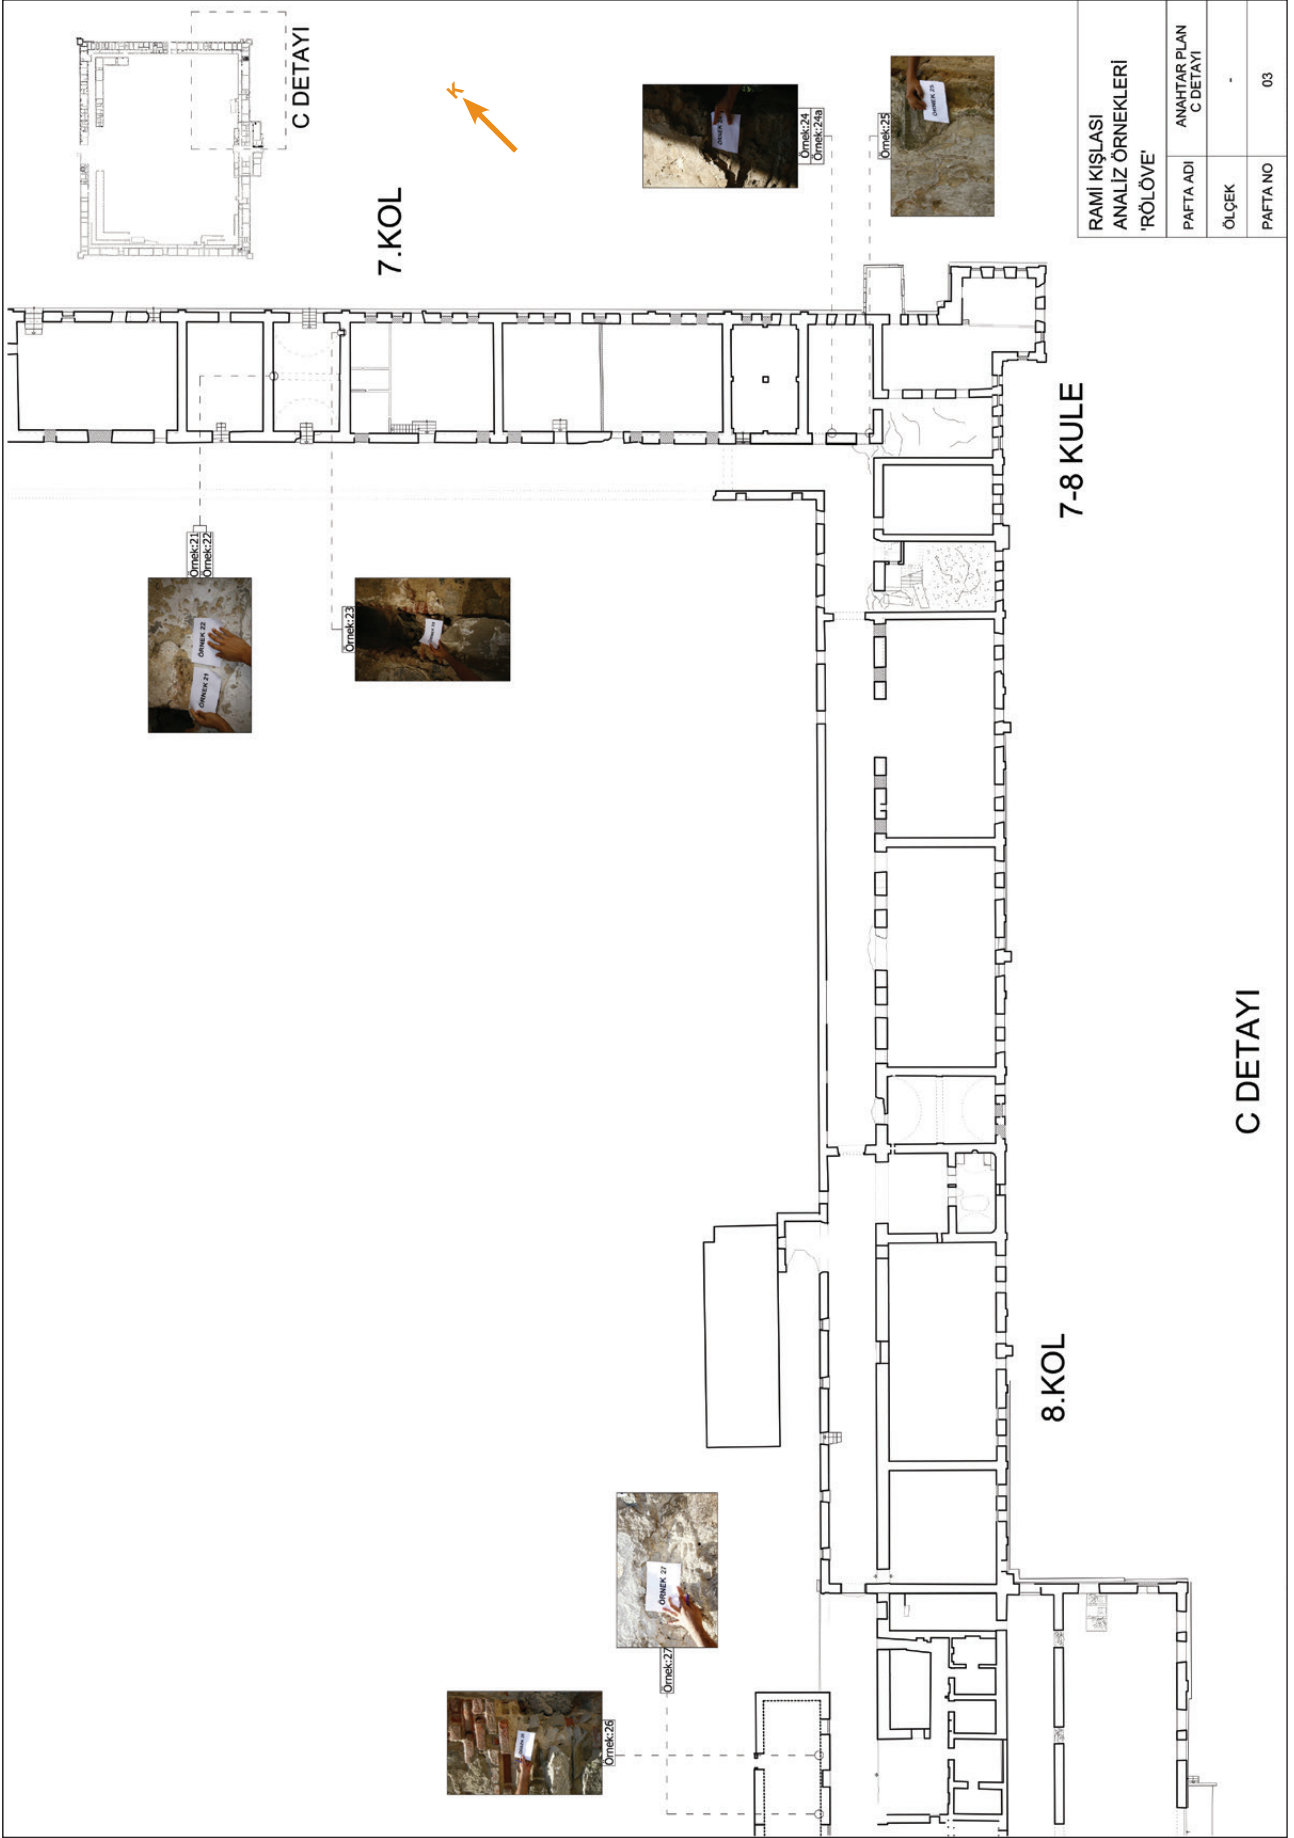 C DETAYI
K
7.KOL
Örnek:21
Örnek:22
ÖRNEK 21
ÖRNEK 22
Örnek:23
Örnek:24
Örnek:24a
Örnek:25
ÖRNEK 25
7-8 KULE
8.KOL
Örnek:26
Örnek:27
ÖRNEK 27
C DETAYI
RAMİ KIŞLASI
ANALİZ ÖRNEKLERİ
'RÖLÖVE'
PAFTA ADI
ANAHTAR PLAN
C DETAYI
ÖLÇEK
-
PAFTA NO
03